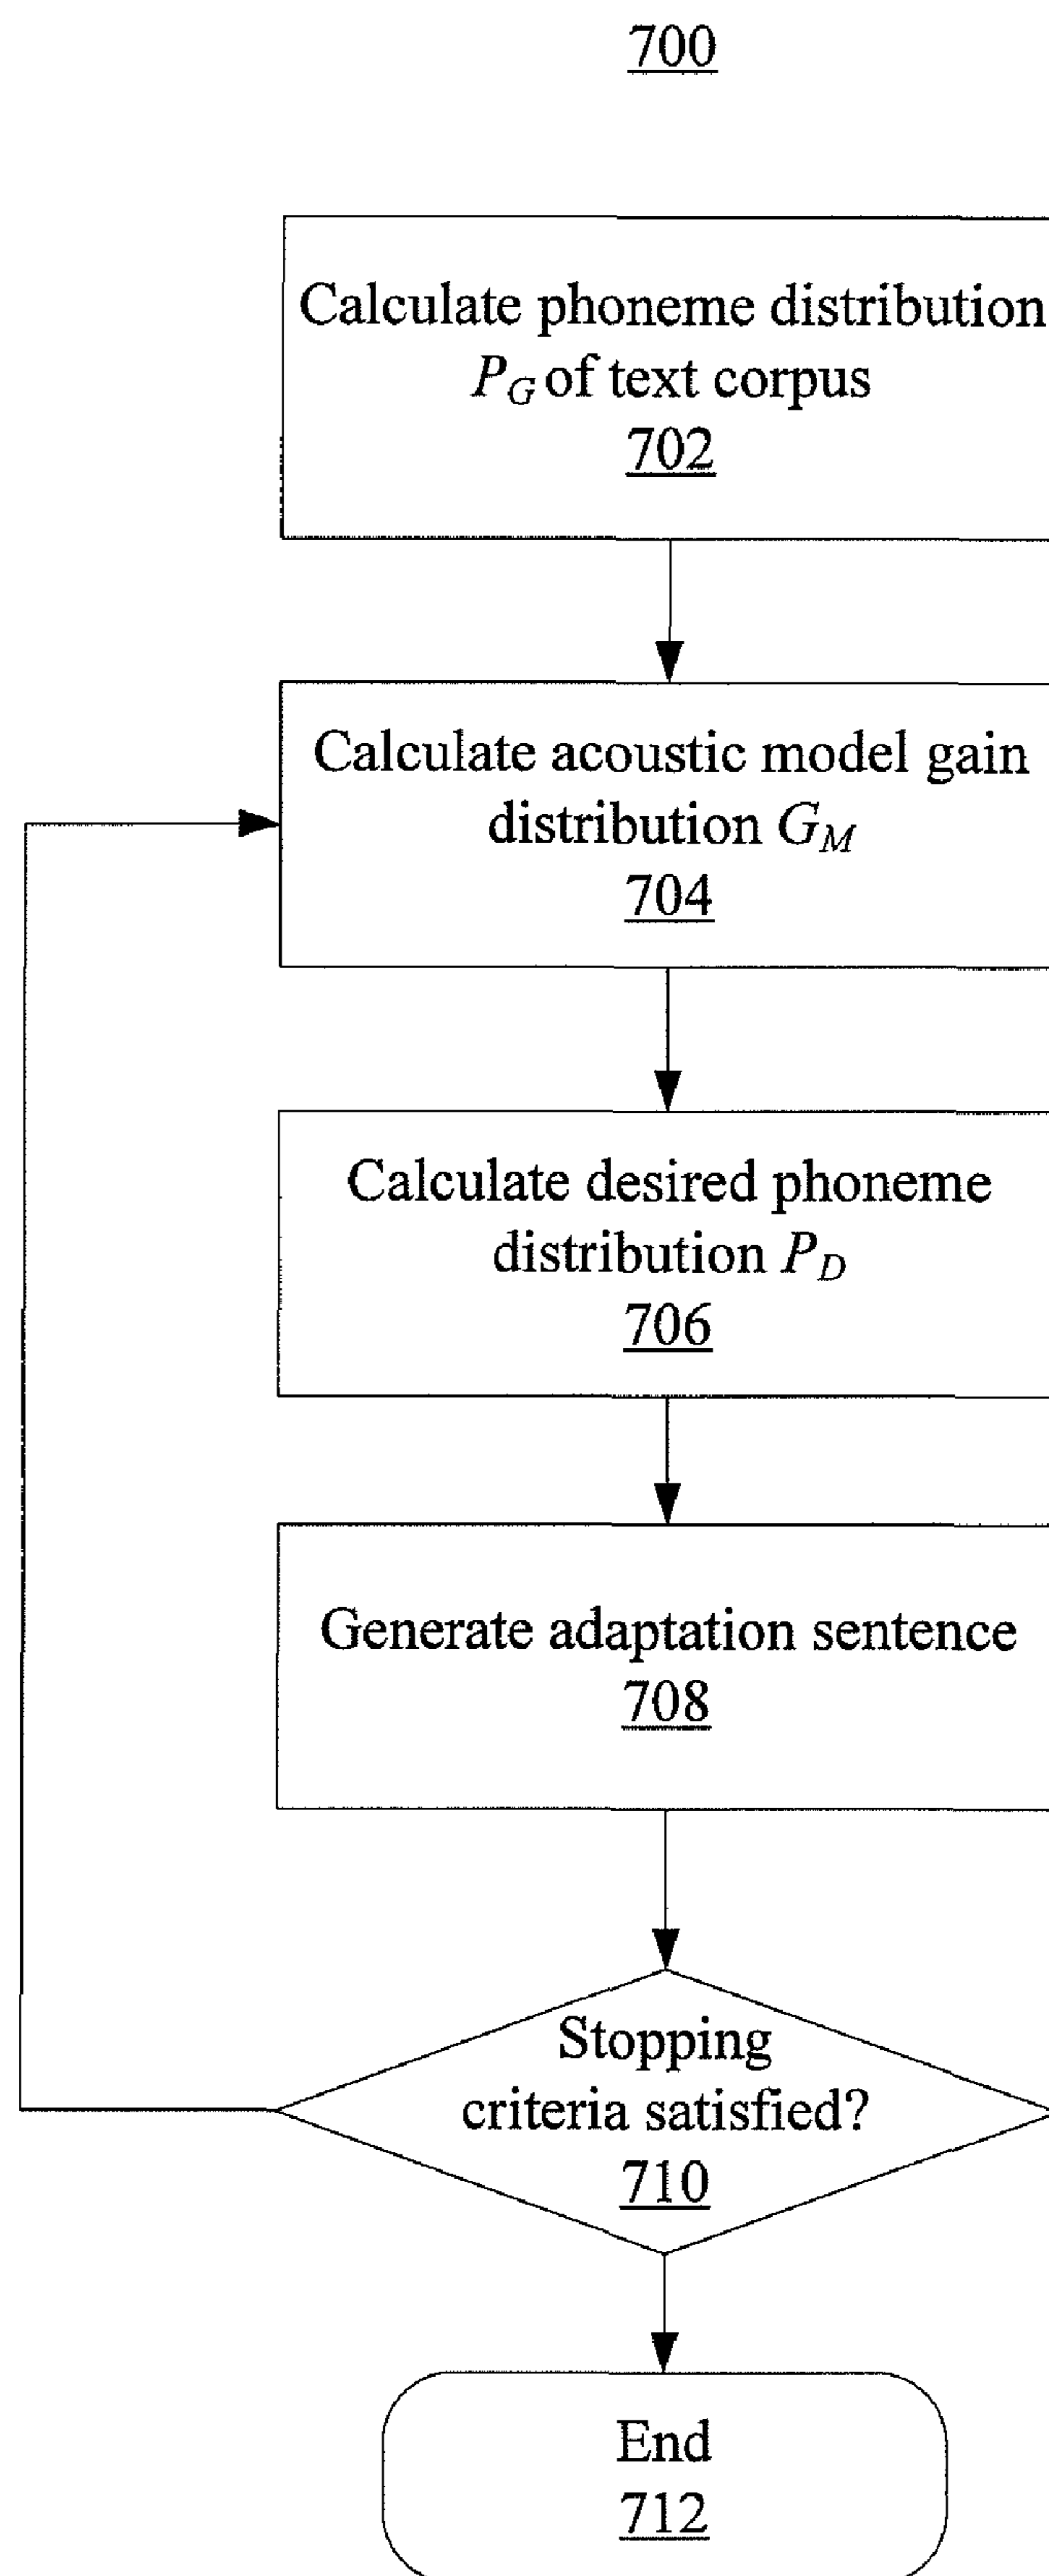 700
Calculate phoneme distribution
P_G of text corpus
702
Calculate acoustic model gain
distribution G_M
704
Calculate desired phoneme
distribution P_D
706
Generate adaptation sentence
708
Stopping
criteria satisfied?
710
End
712